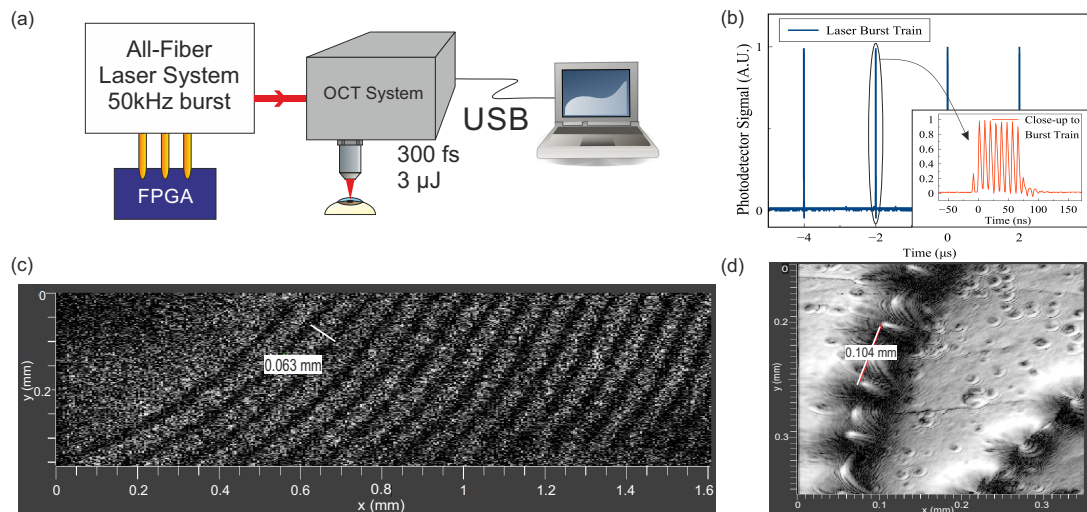 (a)
All-Fiber
Laser System
50kHz burst
FPGA
OCT System
300 fs
3 µJ
USB
(b)
Laser Burst Train
Photodetector Sigmal (A.U.)
1
0
−4
−2
0
2
Time (µs)
Close-up to
Burst Train
1
0.8
0.6
0.4
0.2
0
−50
0
50
100
150
Time (ns)
(c)
0
0.2
y (mm)
0.063 mm
0
0.2
0.4
0.6
0.8
1
1.2
1.4
1.6
x (mm)
(d)
0
0.2
0.3
y (mm)
0.104 mm
0
0.1
0.2
0.3
x (mm)